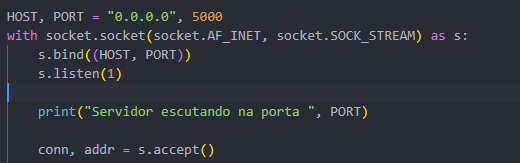 HOST, PORT = "0.0.0.0", 5000
with socket.socket(socket.AF_INET, socket.SOCK_STREAM) as s:
    s.bind((HOST, PORT))
    s.listen(1)

    print("Servidor escutando na porta ", PORT)

    conn, addr = s.accept()